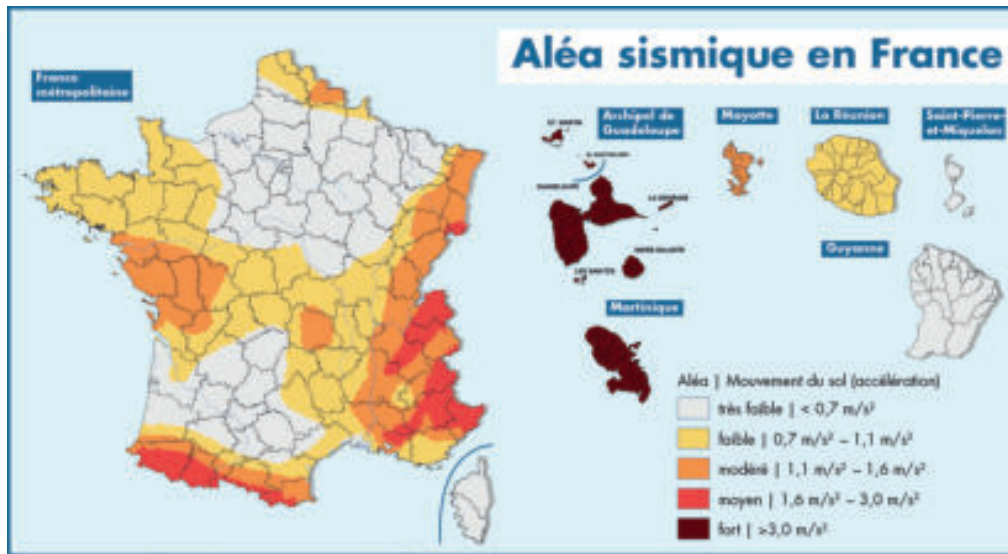 Aléa sismique en France
France
métropolitaine
Archipel de
Guadeloupe
Mayotte
La Réunion
Saint-Pierre-
et-Miquelon
Guyanne
Martinique
Aléa | Mouvement du sol (accélération)
très faible | < 0,7 m/s²
faible | 0,7 m/s² – 1,1 m/s²
modéré | 1,1 m/s² – 1,6 m/s²
moyen | 1,6 m/s² – 3,0 m/s²
fort | >3,0 m/s²